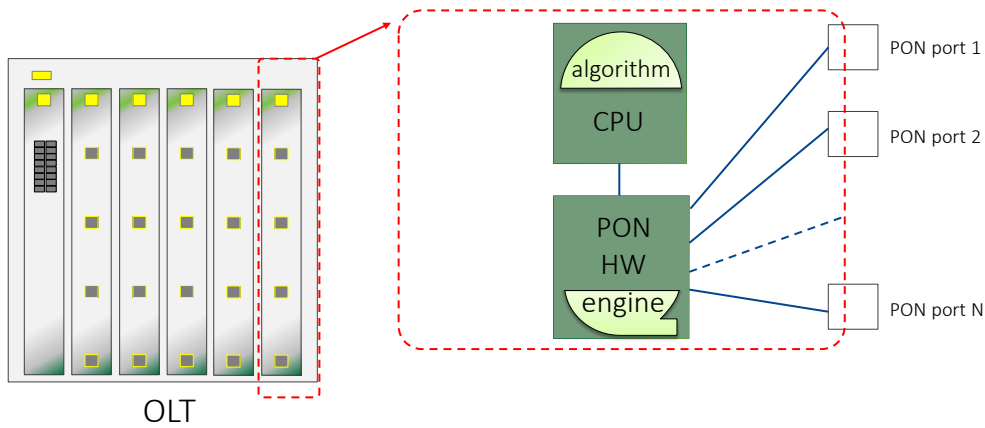 algorithm
CPU
PON
HW
engine
PON port 1
PON port 2
PON port N
OLT